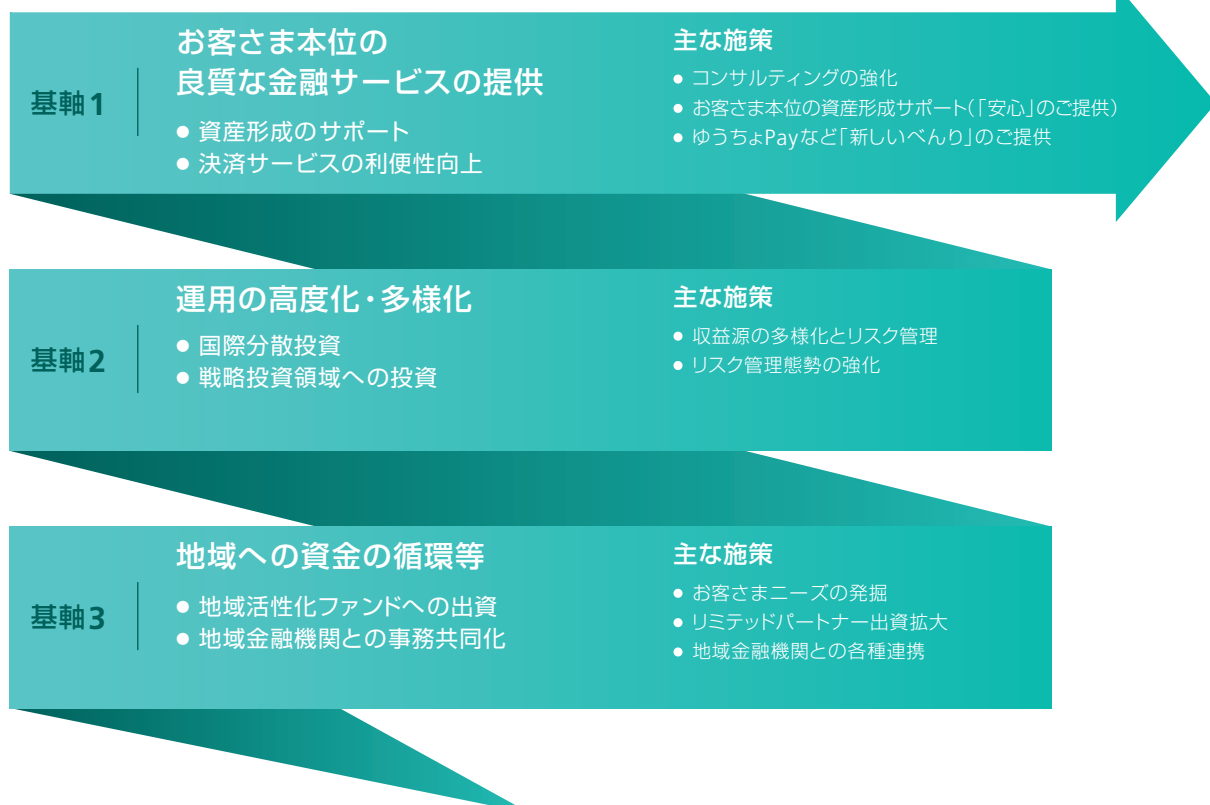 基軸1
お客さま本位の
良質な金融サービスの提供
● 資産形成のサポート
● 決済サービスの利便性向上
主な施策
● コンサルティングの強化
● お客さま本位の資産形成サポート(「安心」のご提供)
● ゆうちょPayなど「新しいべんり」のご提供
基軸2
運用の高度化・多様化
● 国際分散投資
● 戦略投資領域への投資
主な施策
● 収益源の多様化とリスク管理
● リスク管理態勢の強化
基軸3
地域への資金の循環等
● 地域活性化ファンドへの出資
● 地域金融機関との事務共同化
主な施策
● お客さまニーズの発掘
● リミテッドパートナー出資拡大
● 地域金融機関との各種連携